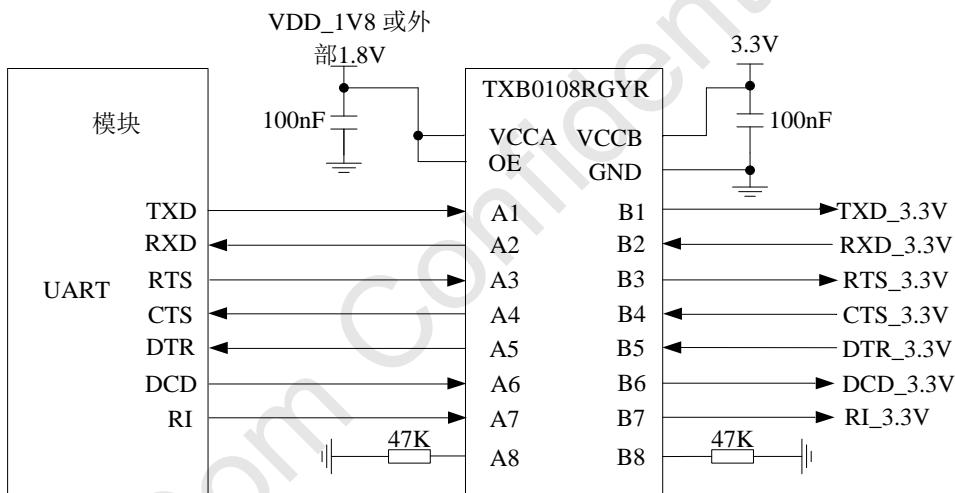 VDD_1V8 或外
部1.8V
3.3V
TXB0108RGYR
模块
100nF
100nF
VCCA
VCCB
OE
GND
TXD
A1
B1
TXD_3.3V
RXD
A2
B2
RXD_3.3V
UART
RTS
A3
B3
RTS_3.3V
CTS
A4
B4
CTS_3.3V
DTR
A5
B5
DTR_3.3V
DCD
A6
B6
DCD_3.3V
RI
A7
B7
RI_3.3V
47K
A8
B8
47K
Com Confident